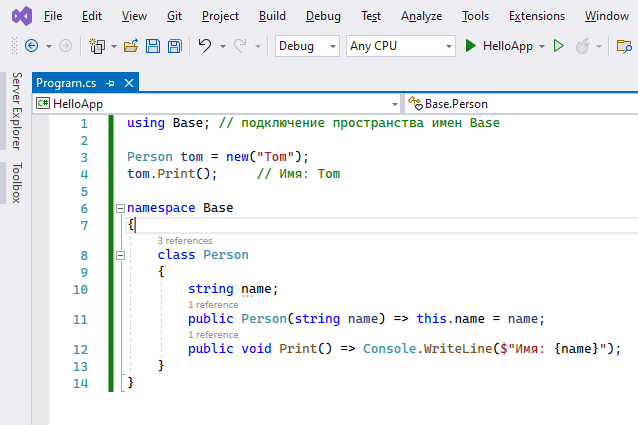 File Edit View Git Project Build Debug Test Analyze Tools Extensions Window
Debug Any CPU HelloApp
Server Explorer
Toolbox
Program.cs
C# HelloApp Base.Person
1 using Base; // подключение пространства имен Base
2
3 Person tom = new("Tom");
4 tom.Print(); // Имя: Tom
5
6 namespace Base
7 {
3 references
8 class Person
9 {
10 string name;
1 reference
11 public Person(string name) => this.name = name;
1 reference
12 public void Print() => Console.WriteLine($"Имя: {name}");
13 }
14 }